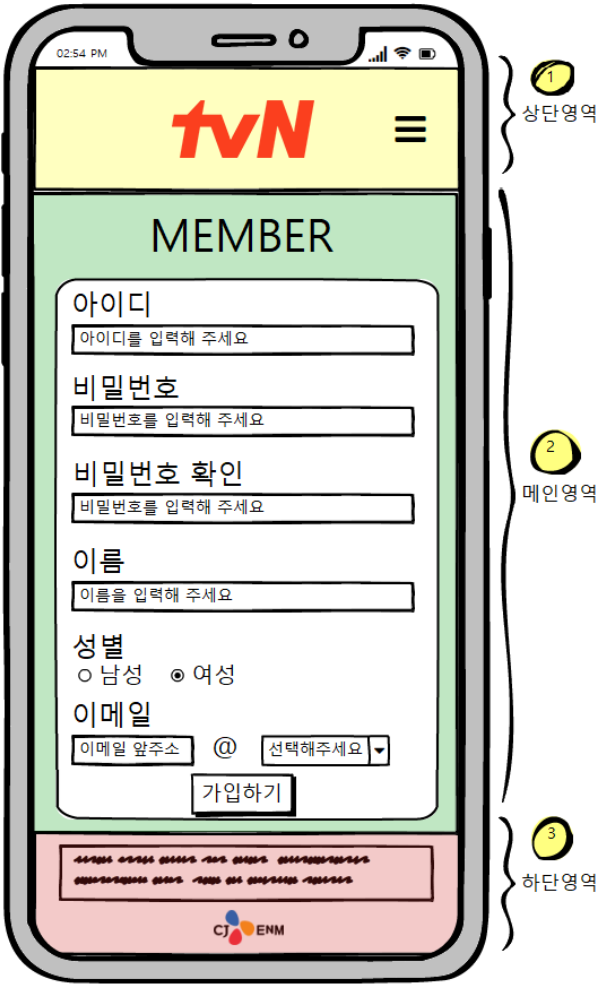 02:54 PM
tvN
MEMBER
아이디
아이디를 입력해 주세요
비밀번호
비밀번호를 입력해 주세요
비밀번호 확인
비밀번호를 입력해 주세요
이름
이름을 입력해 주세요
성별
남성 여성
이메일
이메일 앞주소 @ 선택해주세요
가입하기
CJ ENM
1
상단영역
2
메인영역
3
하단영역